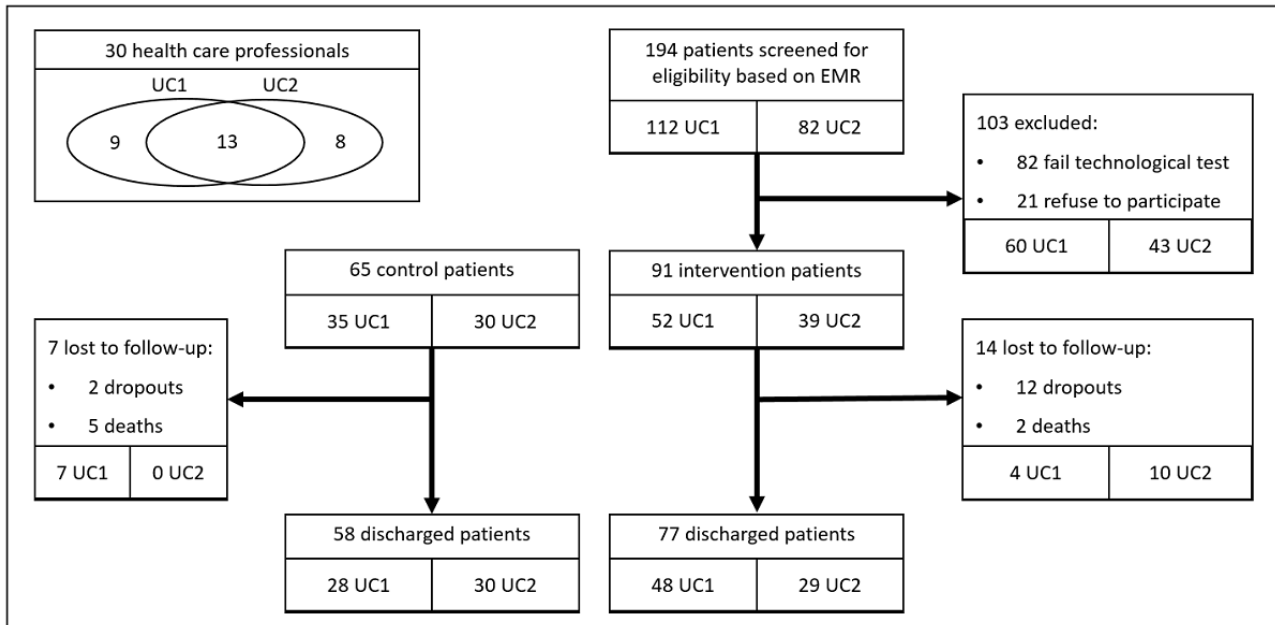 30 health care professionals
UC1
UC2
9
13
8
194 patients screened for
eligibility based on EMR
112 UC1
82 UC2
103 excluded:
• 82 fail technological test
• 21 refuse to participate
60 UC1
43 UC2
65 control patients
35 UC1
30 UC2
91 intervention patients
52 UC1
39 UC2
7 lost to follow-up:
• 2 dropouts
• 5 deaths
7 UC1
0 UC2
14 lost to follow-up:
• 12 dropouts
• 2 deaths
4 UC1
10 UC2
58 discharged patients
28 UC1
30 UC2
77 discharged patients
48 UC1
29 UC2